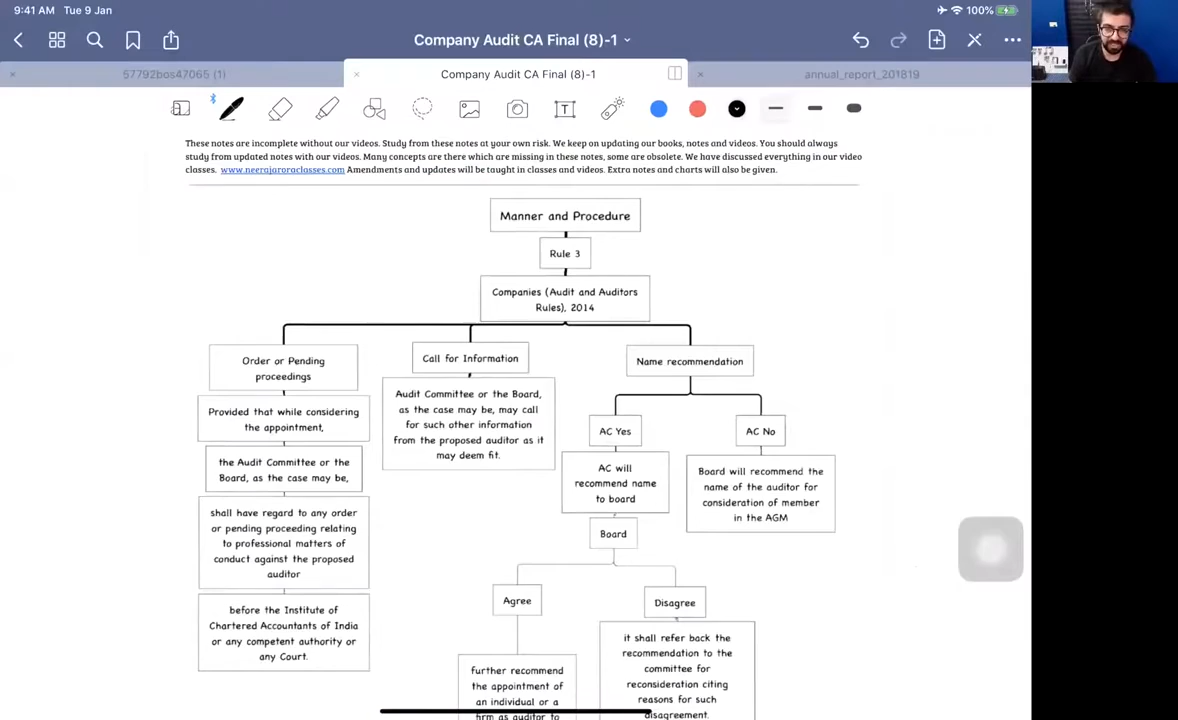 9:41 AM Tue 9 Jan
100%
Company Audit CA Final (8)-1
57792bos47065 (1)
Company Audit CA Final (8)-1
annual_report_201819
T
These notes are incomplete without our videos. Study from these notes at your own risk. We keep on updating our books, notes and videos. You should always
study from updated notes with our videos. Many concepts are there which are missing in these notes, some are obsolete. We have discussed everything in our video
classes. www.neerajaroraclasses.com Amendments and updates will be taught in classes and videos. Extra notes and charts will also be given.
Manner and Procedure
Rule 3
Companies (Audit and Auditors
Rules), 2014
Order or Pending
proceedings
Provided that while considering
the appointment,
the Audit Committee or the
Board, as the case may be,
shall have regard to any order
or pending proceeding relating
to professional matters of
conduct against the proposed
auditor
before the Institute of
Chartered Accountants of India
or any competent authority or
any Court.
Call for Information
Audit Committee or the Board,
as the case may be, may call
for such other information
from the proposed auditor as it
may deem fit.
Name recommendation
AC Yes
AC will
recommend name
to board
Board
Agree
further recommend
the appointment of
an individual or a
firm as auditor to
Disagree
it shall refer back the
recommendation to the
committee for
reconsideration citing
reasons for such
disagreement.
AC No
Board will recommend the
name of the auditor for
consideration of member
in the AGM